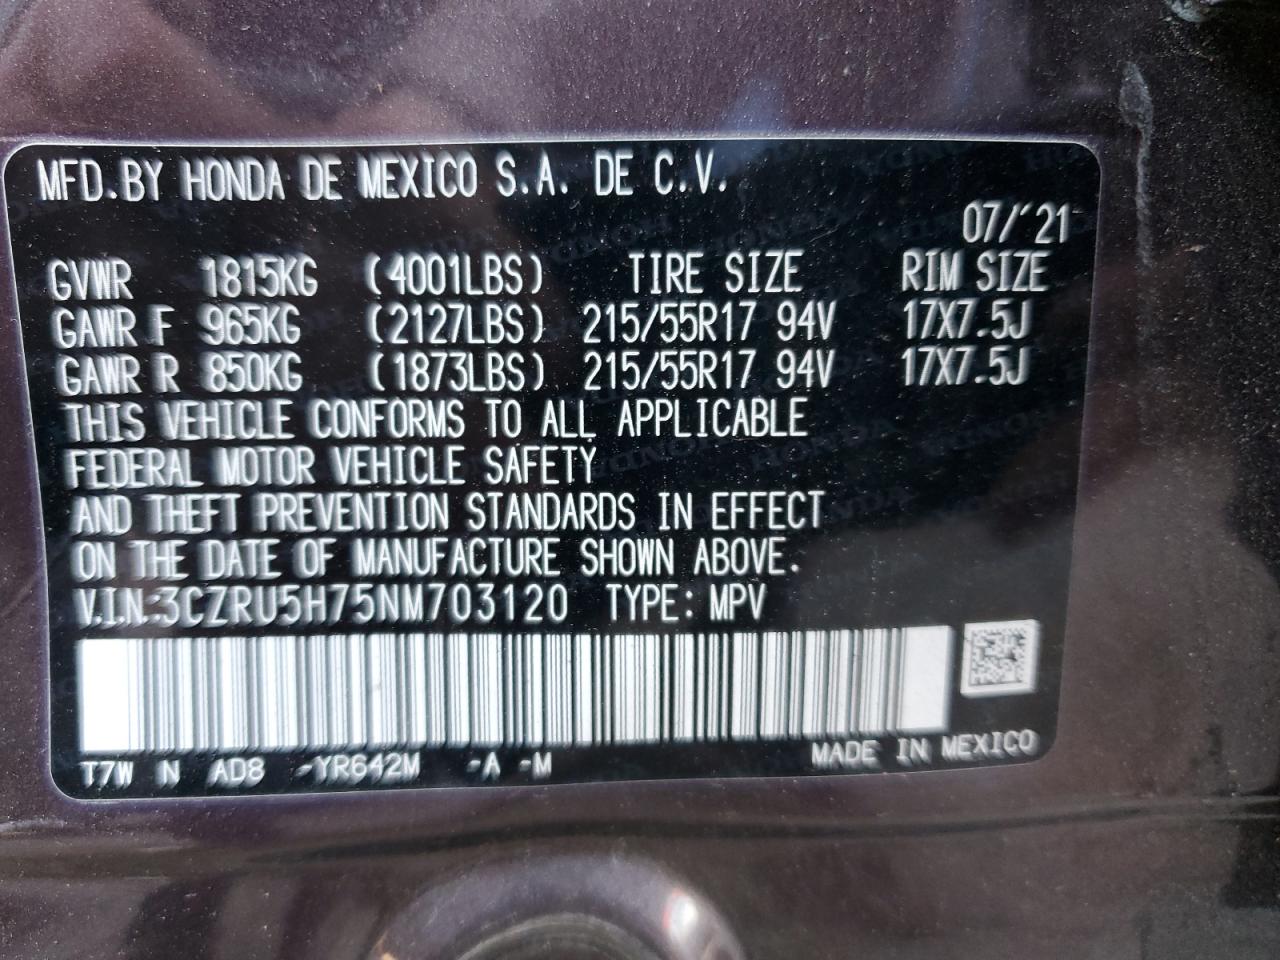 MFD.BY HONDA DE MEXICO S.A. DE C.V.
07/'21
GVWR 1815KG (4001LBS) TIRE SIZE RIM SIZE
GAWR F 965KG (2127LBS) 215/55R17 94V 17X7.5J
GAWR R 850KG (1873LBS) 215/55R17 94V 17X7.5J
THIS VEHICLE CONFORMS TO ALL APPLICABLE
FEDERAL MOTOR VEHICLE SAFETY
AND THEFT PREVENTION STANDARDS IN EFFECT
ON THE DATE OF MANUFACTURE SHOWN ABOVE.
V.I.N.:3CZRU5H75NM703120 TYPE: MPV
T7W N AD8 -YR642M -A -M MADE IN MEXICO